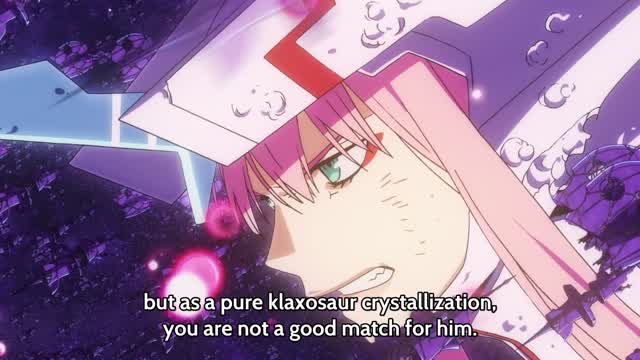 but as a pure klaxosaur crystallization,
you are not a good match for him.